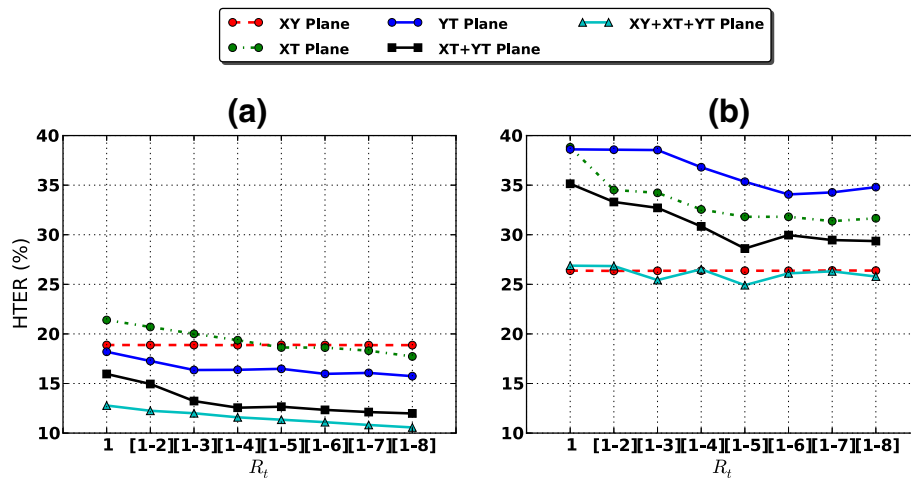 XY Plane
XT Plane
YT Plane
XT+YT Plane
XY+XT+YT Plane
(a)
(b)
HTER (%)
40
35
30
25
20
15
10
1 [1-2] [1-3] [1-4] [1-5] [1-6] [1-7] [1-8]
R_t
40
35
30
25
20
15
10
1 [1-2] [1-3] [1-4] [1-5] [1-6] [1-7] [1-8]
R_t